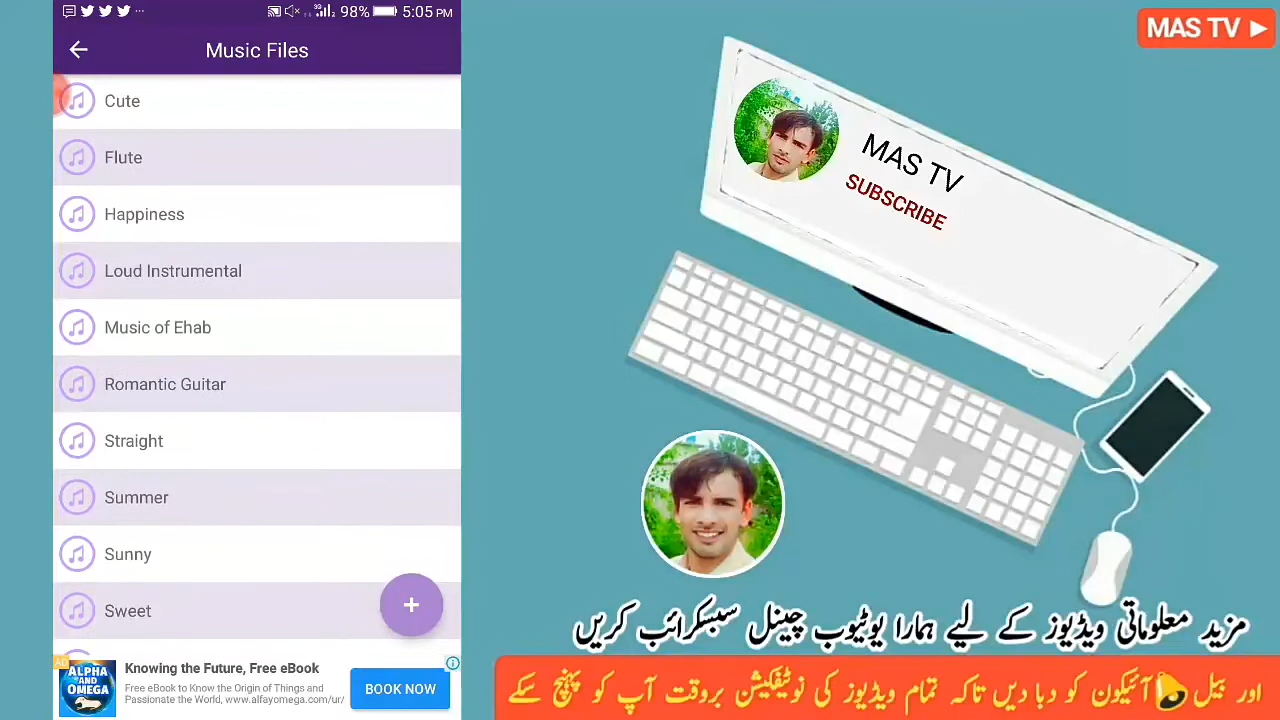 98% 5:05 PM
Music Files
Cute
Flute
Happiness
Loud Instrumental
Music of Ehab
Romantic Guitar
Straight
Summer
Sunny
Sweet
+
AD
ALPHA AND OMEGA
Knowing the Future, Free eBook
Free eBook to Know the Origin of Things and
Passionate the World, www.alfayomega.com/ur/
BOOK NOW
MAS TV
MAS TV
SUBSCRIBE
مزید معلوماتی ویڈیوز کے لیے ہمارا یوٹیوب چینل سبسکرائب کریں
اور بیل آئیکون کو دبا دیں تاکہ تمام ویڈیوز کی نوٹیفکیشن بروقت آپ کو پہنچ سکے